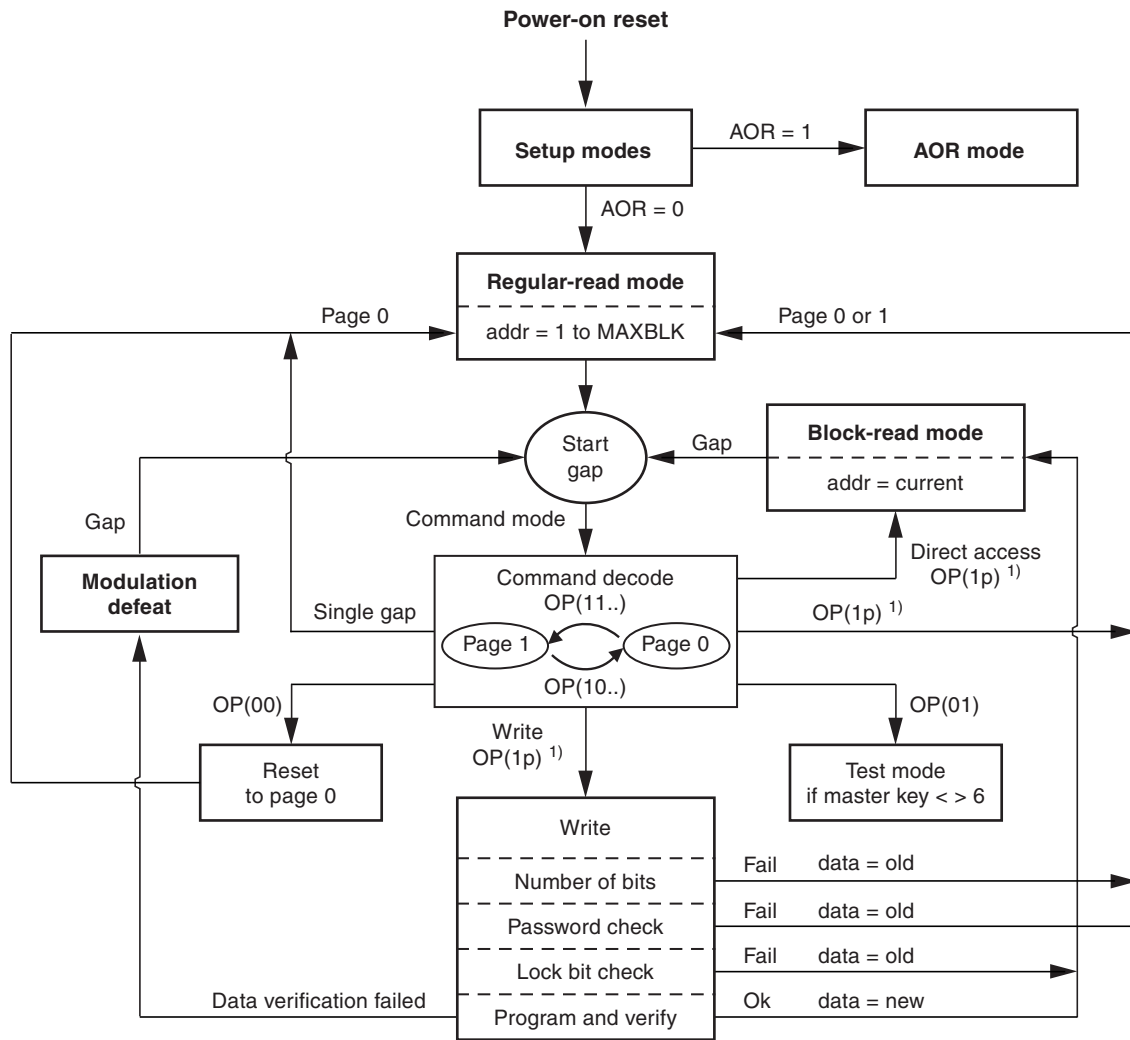 Power-on reset
Setup modes
AOR = 1
AOR mode
AOR = 0
Regular-read mode
addr = 1 to MAXBLK
Page 0
Page 0 or 1
Start
gap
Gap
Block-read mode
addr = current
Gap
Command mode
Modulation
defeat
Command decode
OP(11..)
Page 1
Page 0
OP(10..)
Direct access
OP(1p) 1)
Single gap
OP(1p) 1)
OP(00)
Write
OP(1p) 1)
OP(01)
Reset
to page 0
Test mode
if master key < > 6
Write
Number of bits
Fail data = old
Password check
Fail data = old
Lock bit check
Fail data = old
Data verification failed
Program and verify
Ok data = new